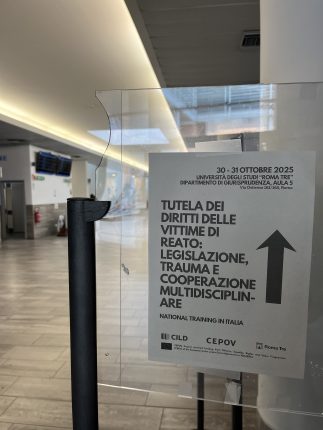 30 - 31 OTTOBRE 2025
UNIVERSITÀ DEGLI STUDI "ROMA TRE"
DIPARTIMENTO DI GIURISPRUDENZA, AULA 5
TUTELA DEI
DIRITTI DELLE
VITTIME DI
REATO:
LEGISLAZIONE,
TRAUMA E
COOPERAZIONE
MULTIDISCIPLIN-
ARE
NATIONAL TRAINING IN ITALIA
CILD CEPOV Roma Tre